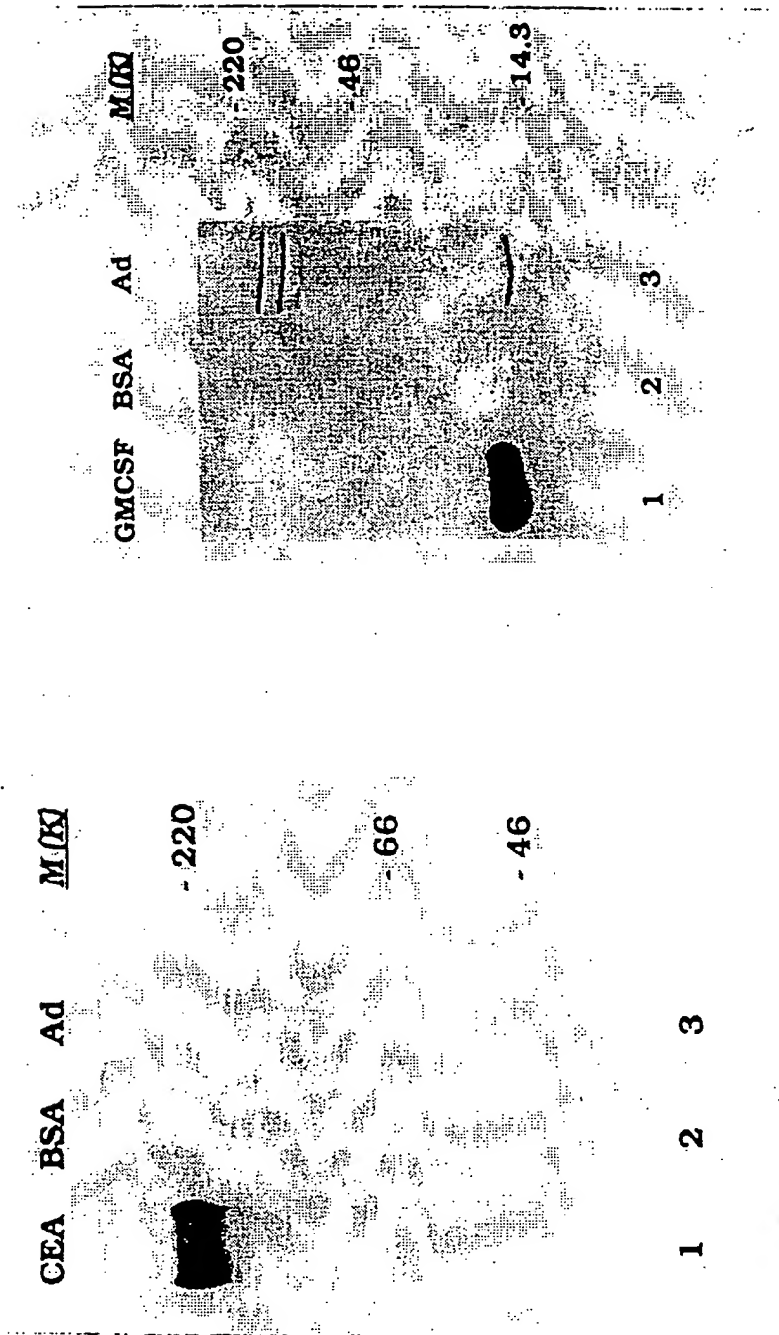 GMCSF BSA Ad M (K)
- 220
- 46
- 14.3
1 2 3
CEA BSA Ad M (K)
- 220
- 66
- 46
1 2 3